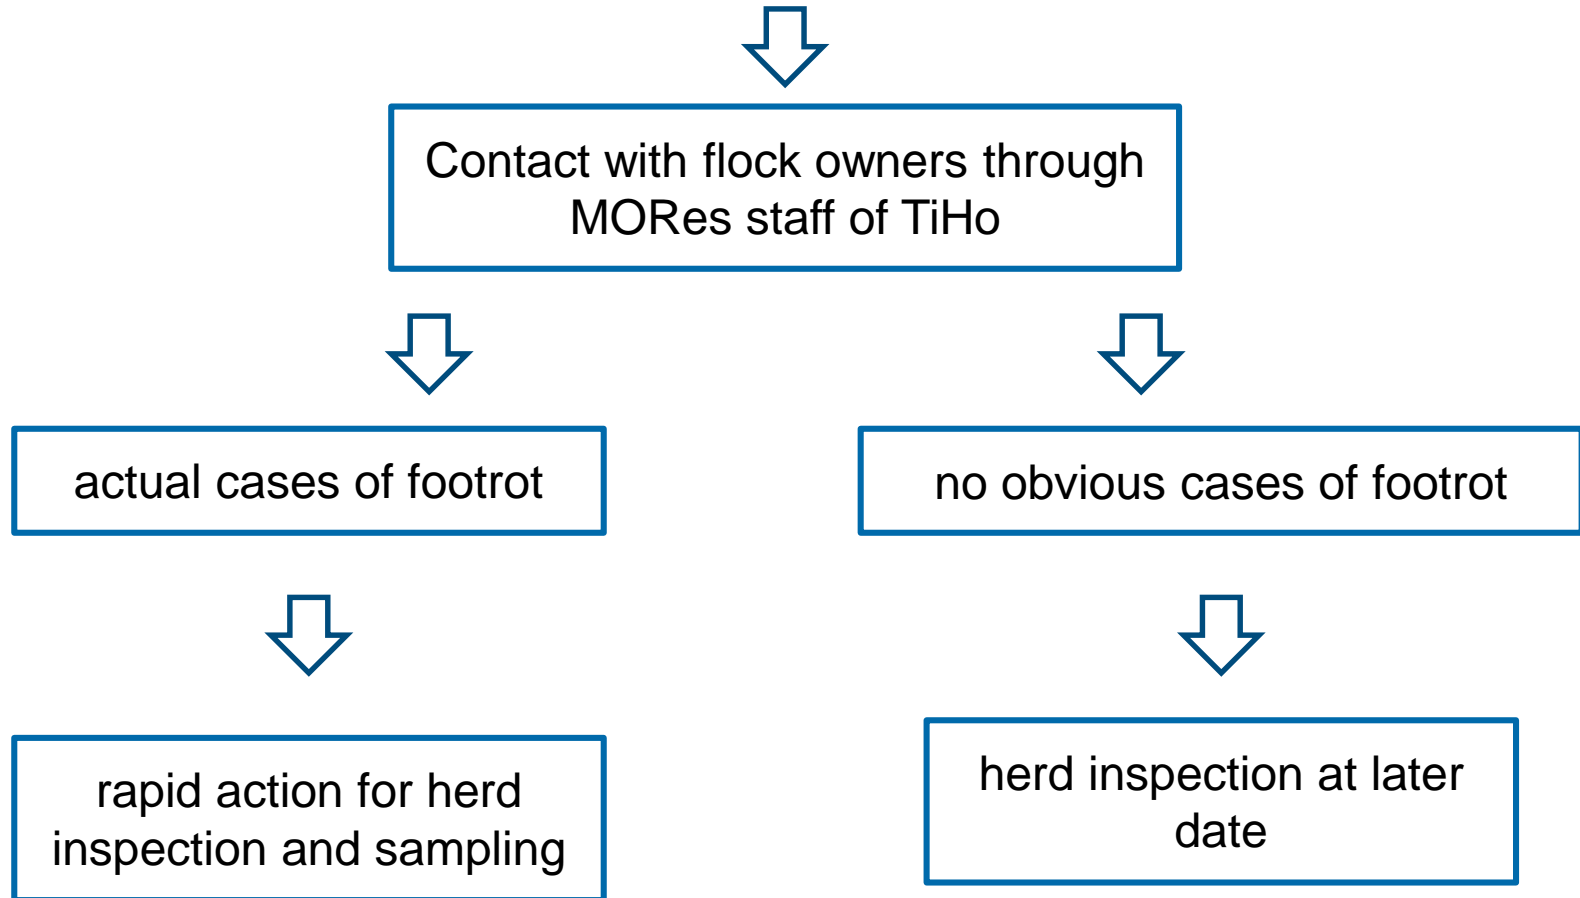 Contact with flock owners through
MORes staff of TiHo
actual cases of footrot
no obvious cases of footrot
rapid action for herd
inspection and sampling
herd inspection at later
date